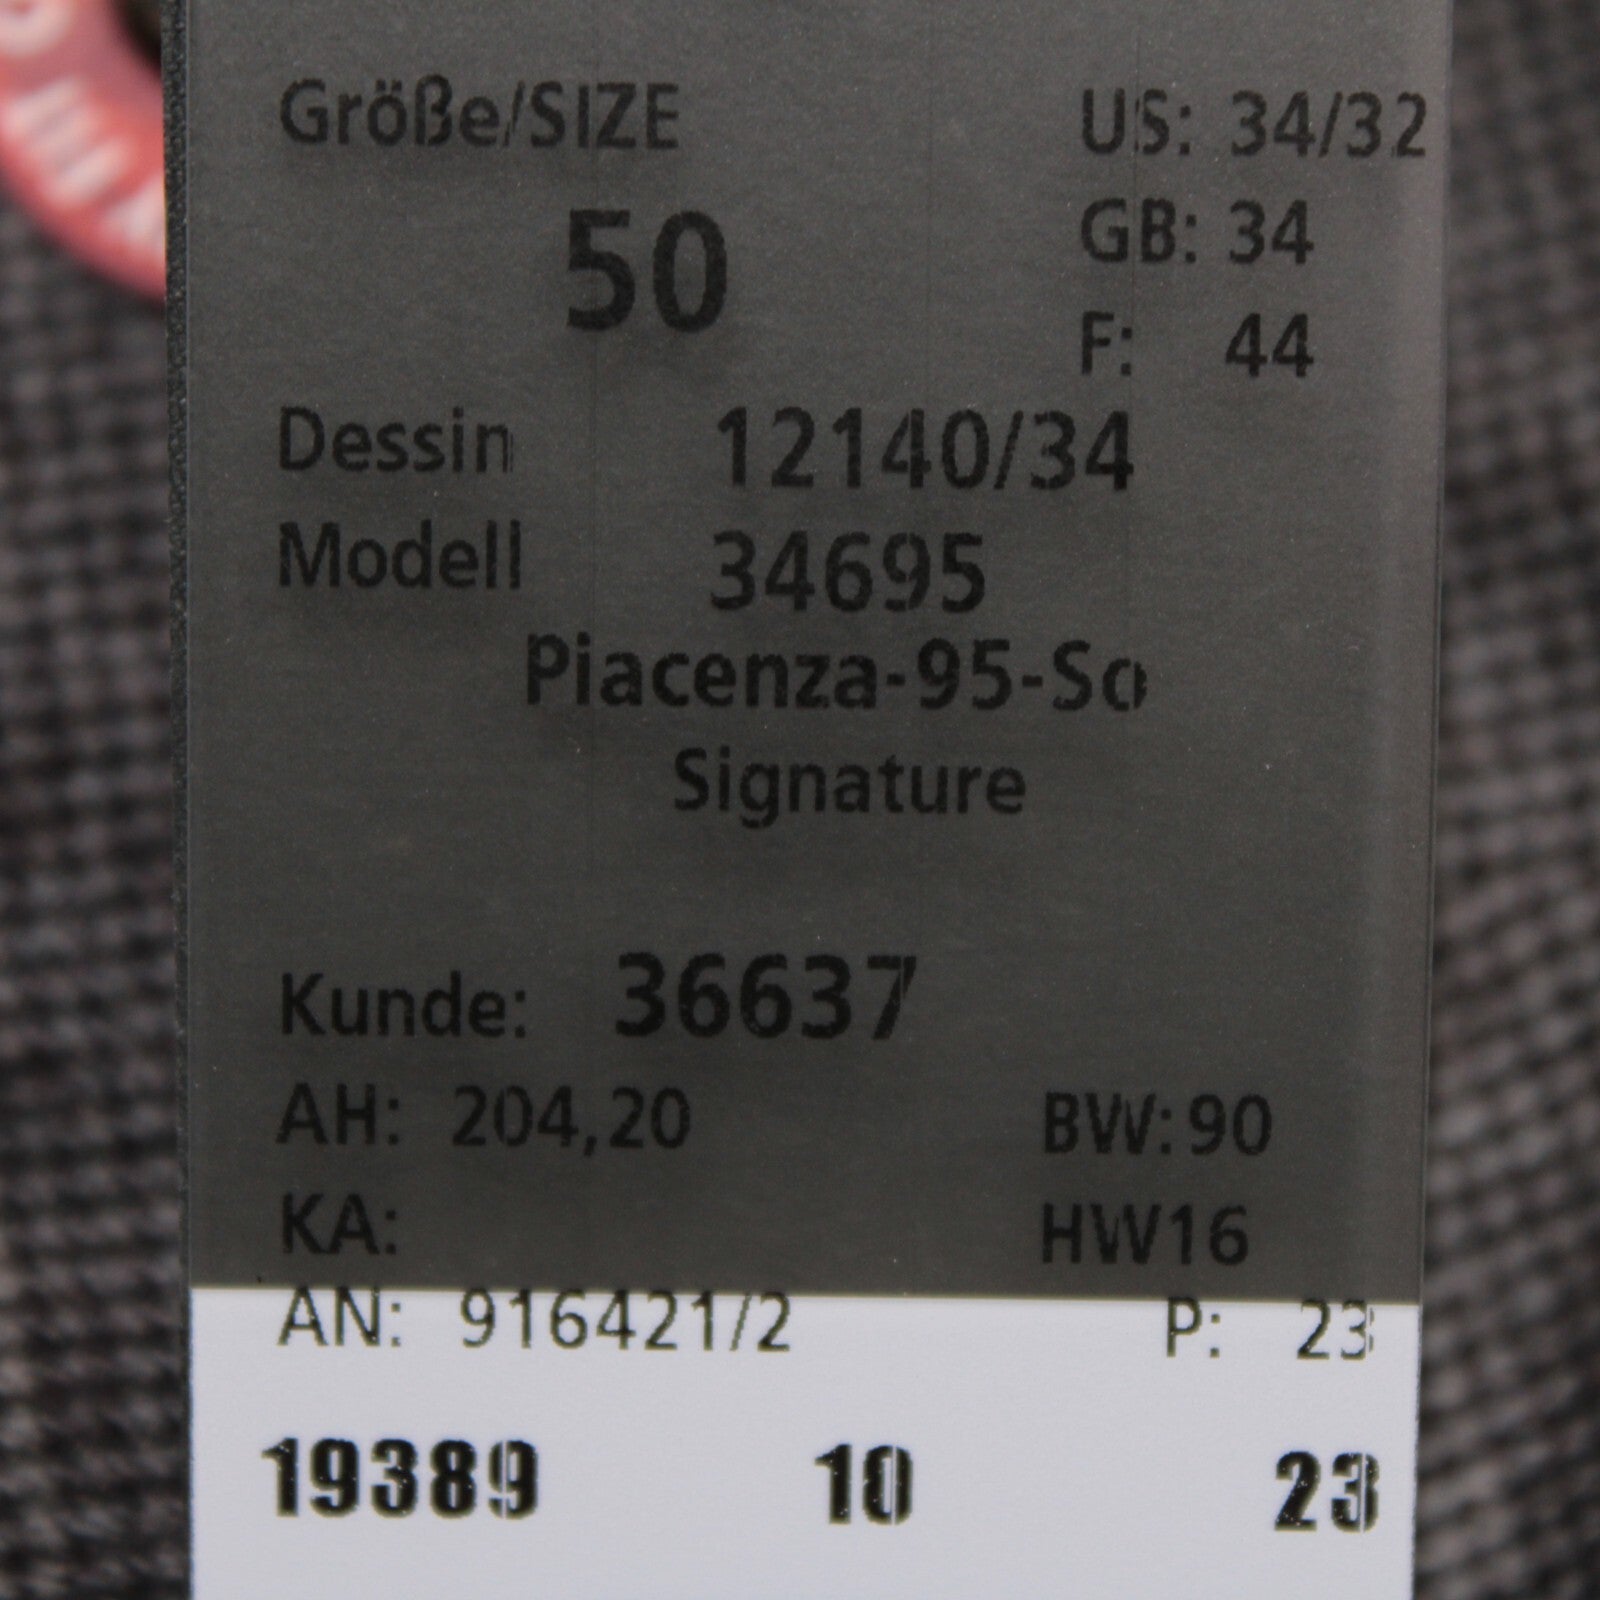 Größe/SIZE US: 34/32
50 GB: 34
F: 44
Dessin 12140/34
Modell 34695
Piacenza-95-So
Signature
Kunde: 36637
AH: 204,20 BW: 90
KA: HW16
AN: 916421/2 P: 23
19389 10 23